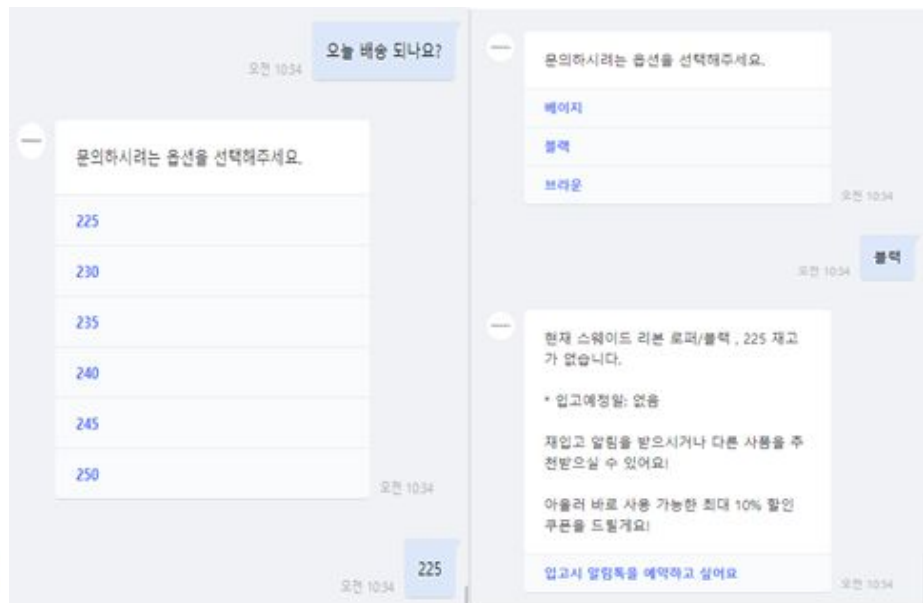 오늘 배송 되나요?
오전 10:34
문의하시려는 옵션을 선택해주세요.
225
230
235
240
245
250
오전 10:34
225
오전 10:34
문의하시려는 옵션을 선택해주세요.
베이지
블랙
브라운
오전 10:34
블랙
오전 10:34
현재 스웨이드 리본 로퍼/블랙 , 225 재고
가 없습니다.
* 입고예정일: 없음
재입고 알림을 받으시거나 다른 상품을 추
천받으실 수 있어요!
아울러 바로 사용 가능한 최대 10% 할인
쿠폰을 드릴게요!
입고시 알림톡을 예약하고 싶어요
오전 10:34